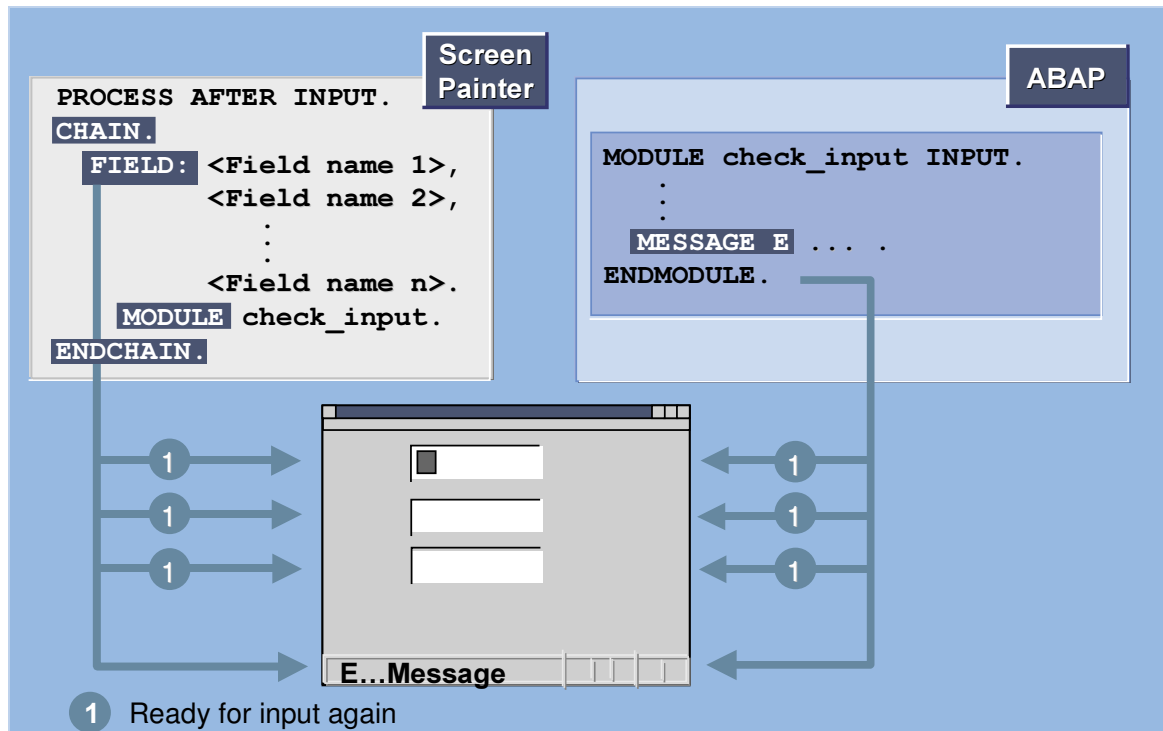 Screen
Painter
PROCESS AFTER INPUT.
CHAIN.
FIELD: <Field name 1>,
<Field name 2>,
.
.
.
<Field name n>.
MODULE check_input.
ENDCHAIN.
ABAP
MODULE check_input INPUT.
.
.
.
MESSAGE E ... .
ENDMODULE.
1 1
1 1
1 1
E...Message
1 Ready for input again